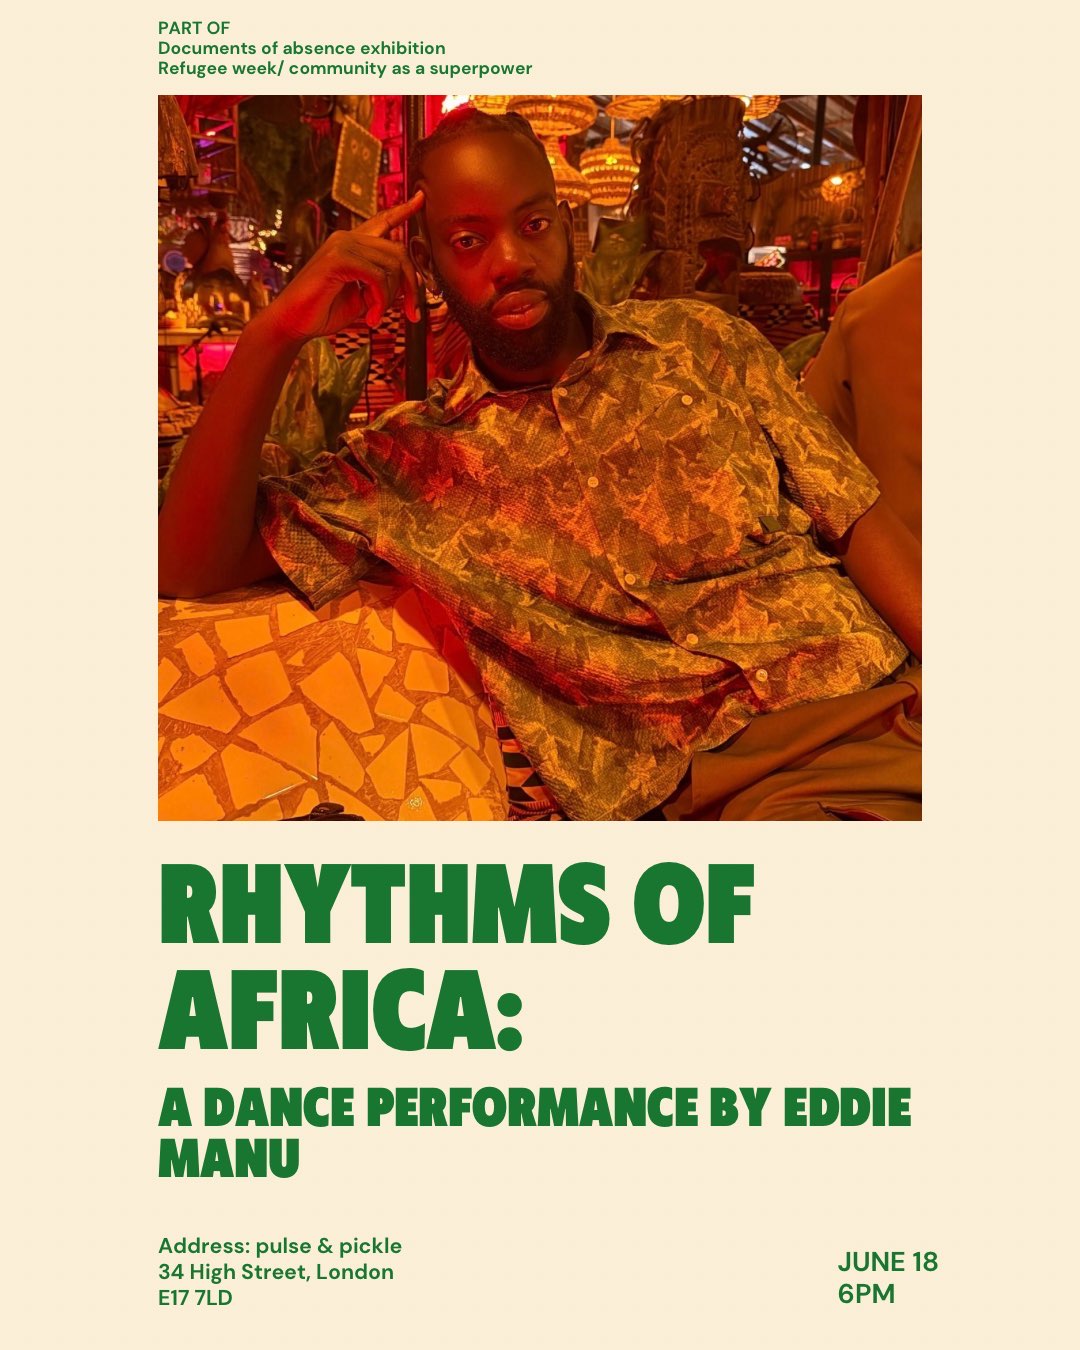 PART OF
Documents of absence exhibition
Refugee week/ community as a superpower
RHYTHMS OF
AFRICA:
A DANCE PERFORMANCE BY EDDIE
MANU
Address: pulse & pickle
34 High Street, London
E17 7LD
JUNE 18
6PM